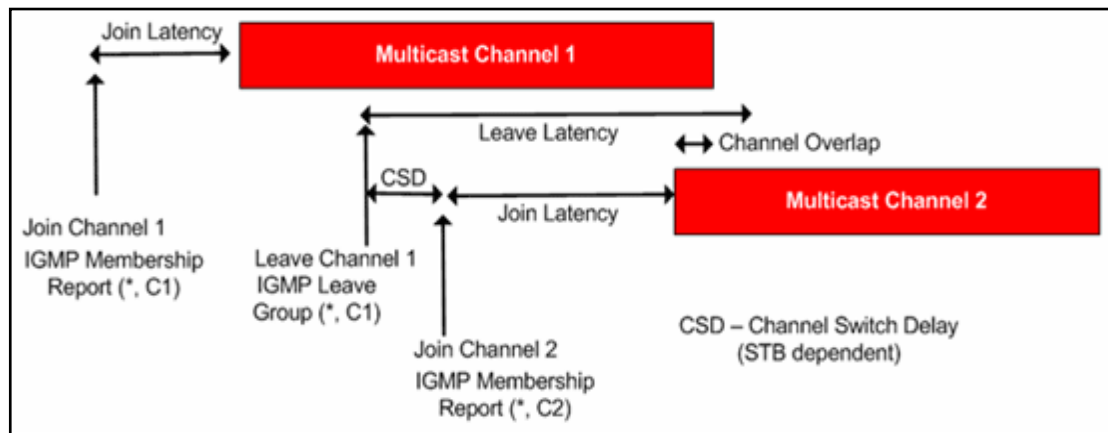 Join Latency
Multicast Channel 1
Leave Latency
Channel Overlap
CSD
Multicast Channel 2
Join Latency
Join Channel 1
IGMP Membership
Report (*, C1)
Leave Channel 1
IGMP Leave
Group (*, C1)
CSD – Channel Switch Delay
(STB dependent)
Join Channel 2
IGMP Membership
Report (*, C2)